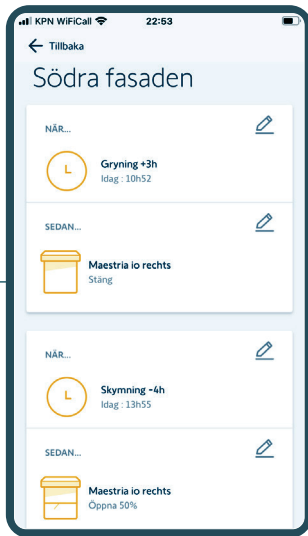 KPN WiFiCall 22:53
Tillbaka
Södra fasaden
NÄR...
Gryning +3h
Idag : 10h52
SEDAN...
Maestria io rechts
Stäng
NÄR...
Skymning -4h
Idag : 13h55
SEDAN...
Maestria io rechts
Öppna 50%